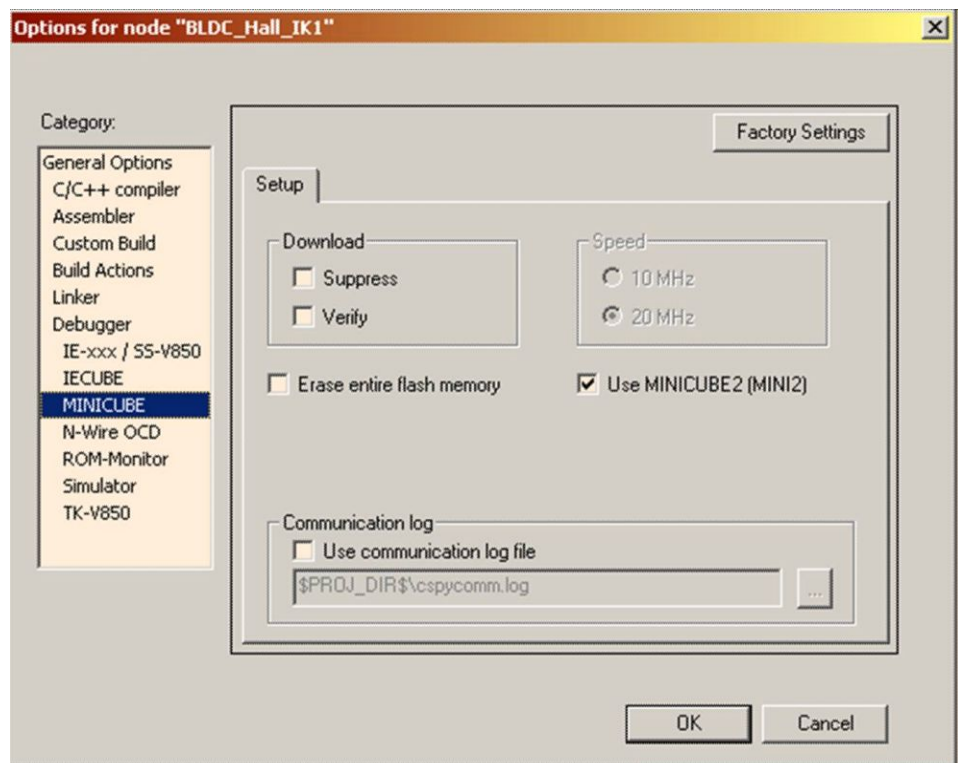 Options for node "BLDC_Hall_IK1"
Category:
Factory Settings
General Options
C/C++ compiler
Assembler
Custom Build
Build Actions
Linker
Debugger
IE-xxx / SS-V850
IECUBE
MINICUBE
N-Wire OCD
ROM-Monitor
Simulator
TK-V850
Setup
Download
Suppress
Verify
Speed
10 MHz
20 MHz
Erase entire flash memory
Use MINICUBE2 (MINI2)
Communication log
Use communication log file
$PROJ_DIR$\cspycomm.log
...
OK
Cancel